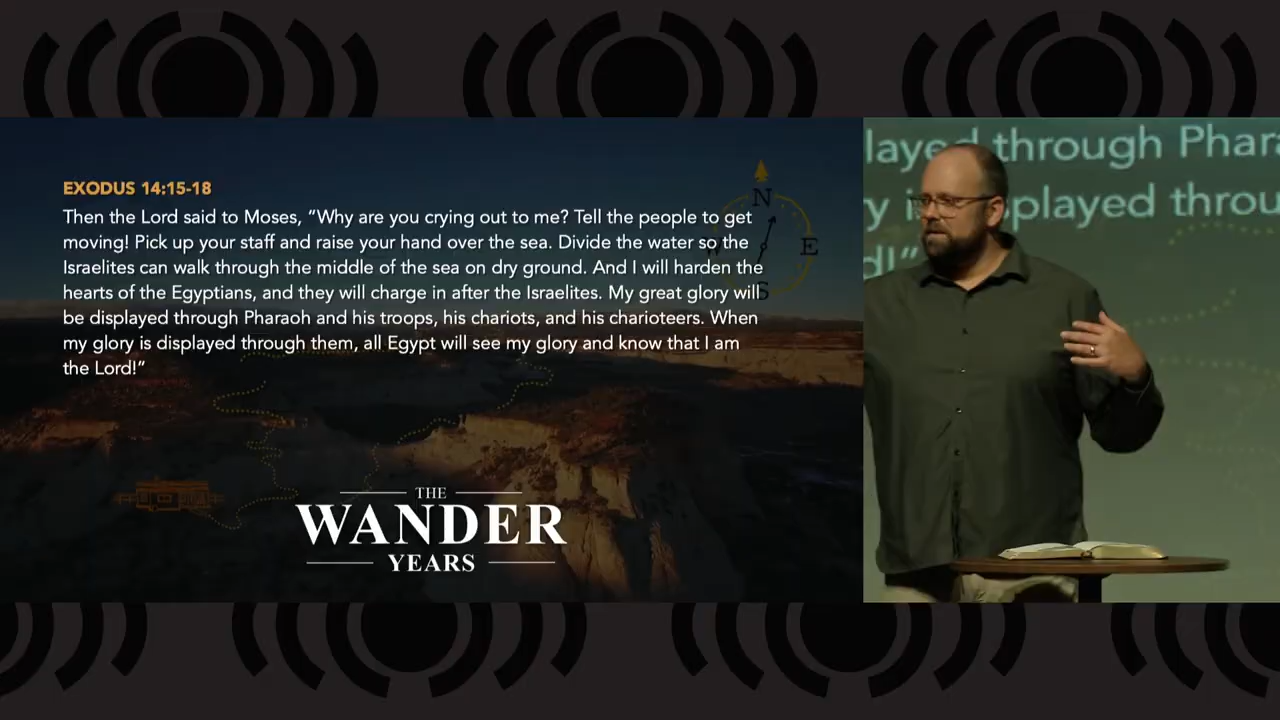 EXODUS 14:15-18
Then the Lord said to Moses, “Why are you crying out to me? Tell the people to get
moving! Pick up your staff and raise your hand over the sea. Divide the water so the
Israelites can walk through the middle of the sea on dry ground. And I will harden the
hearts of the Egyptians, and they will charge in after the Israelites. My great glory will
be displayed through Pharaoh and his troops, his chariots, and his charioteers. When
my glory is displayed through them, all Egypt will see my glory and know that I am
the Lord!”
N
W
E
S
THE
WANDER
YEARS
layed through Phara
y is displayed throu
d!”